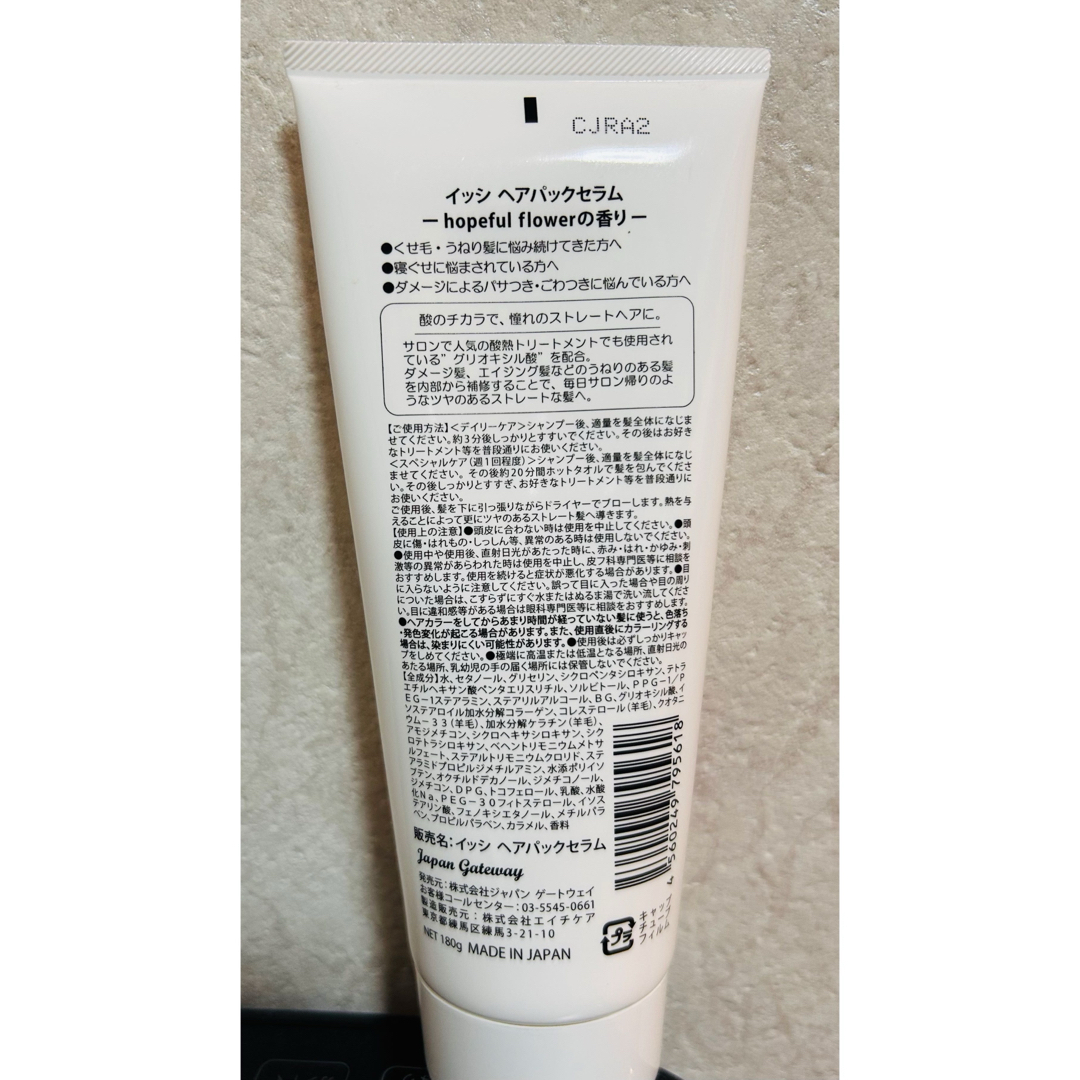 CJRA2
イッシ ヘアパックセラム
ー hopeful flowerの香り ー
●くせ毛・うねり髪に悩み続けてきた方へ
●寝ぐせに悩まされている方へ
●ダメージによるパサつき・ごわつきに悩んでいる方へ
酸のチカラで、憧れのストレートヘアに。
サロンで人気の酸熱トリートメントでも使用され
ている"グリオキシル酸"を配合。
ダメージ髪、エイジング髪などのうねりのある髪
を内部から補修することで、毎日サロン帰りのよ
うなツヤのあるストレートな髪へ。
【ご使用方法】<デイリーケア>シャンプー後、適量を髪全体になじま
せてください。約3分後しっかりとすすいでください。その後はお好き
なトリートメント等を普段通りにお使いください。
<スペシャルケア(週1回程度)>シャンプー後、適量を髪全体になじ
ませてください。その後約20分間ホットタオルで髪を包んでくださ
い。その後しっかりとすすぎ、お好きなトリートメント等を普段通りに
お使いください。
ご使用後、髪を下に引っ張りながらドライヤーでブローします。熱を与
えることによって更にツヤのあるストレート髪へ導きます。
【使用上の注意】●頭皮に合わない時は使用を中止してください。●頭
皮に傷・はれもの・しっしん等、異常のある時は使用しないでください。
●使用中や使用後、直射日光があたった時に、赤み・はれ・かゆみ・刺
激等の異常があらわれた時は使用を中止し、皮フ科専門医等に相談を
おすすめします。使用を続けると症状が悪化する場合があります。●目
に入らないように注意してください。誤って目に入った場合や目の周り
についた場合は、こすらずにすぐ水またはぬるま湯で洗い流してくださ
い。目に違和感等がある場合は眼科専門医等に相談をおすすめします。
●ヘアカラーをしてからあまり時間が経っていない髪に使うと、色落ち
・発色変化が起こる場合があります。また、使用直後にカラーリングする
場合は、染まりにくい可能性があります。●使用後は必ずしっかりキャッ
プをしめてください。●極端に高温または低温となる場所、直射日光の
あたる場所、乳幼児の手の届く場所には保管しないでください。
【全成分】水、セタノール、グリセリン、シクロペンタシロキサン、テトラ
エチルヘキサン酸ペンタエリスリチル、ソルビトール、PPG-1/P
EG-1ステアラミン、ステアリルアルコール、BG、グリオキシル酸、イ
ソステアロイル加水分解コラーゲン、コレステロール(羊毛)、クオタニ
ウム-33(羊毛)、加水分解ケラチン(羊毛)、
アモジメチコン、シクロヘキサシロキサン、シク
ロテトラシロキサン、ベヘントリモニウムメトサ
ルフェート、ステアルトリモニウムクロリド、ステ
アラミドプロピルジメチルアミン、水添ポリイソ
ブテン、オクチルドデカノール、ジメチコノール、
ジメチコン、DPG、トコフェロール、乳酸、水酸
化Na、PEG-30フィトステロール、イソス
テアリン酸、フェノキシエタノール、メチルパラ
ベン、プロピルパラベン、カラメル、香料
販売名:イッシ ヘアパックセラム
Japan Gateway
発売元:株式会社ジャパン ゲートウェイ
お客様コールセンター:03-5545-0661
製造販売元:株式会社エイチケア
東京都練馬区練馬3-21-10
NET 180g MADE IN JAPAN
4 560249 795618
プラ
キャップ
チューブ
フィルム